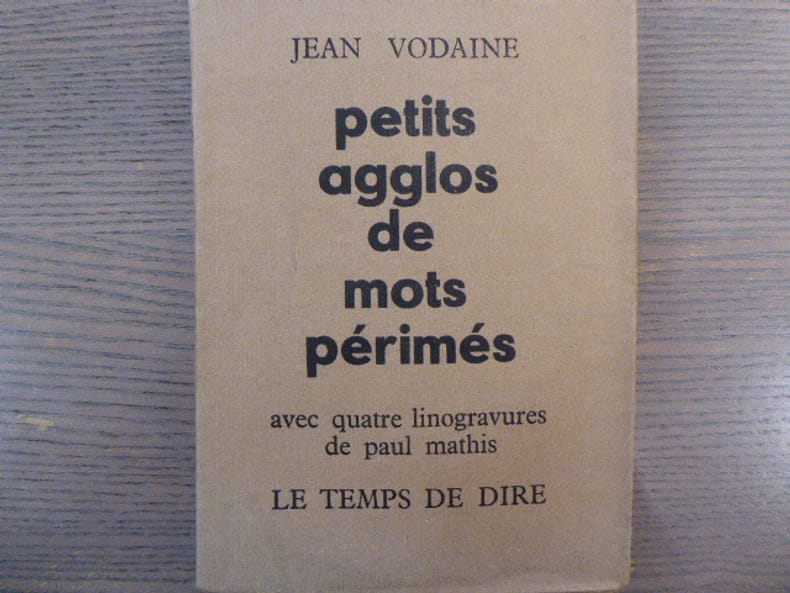 JEAN VODAINE
petits
agglos
de
mots
périmés
avec quatre linogravures
de paul mathis
LE TEMPS DE DIRE